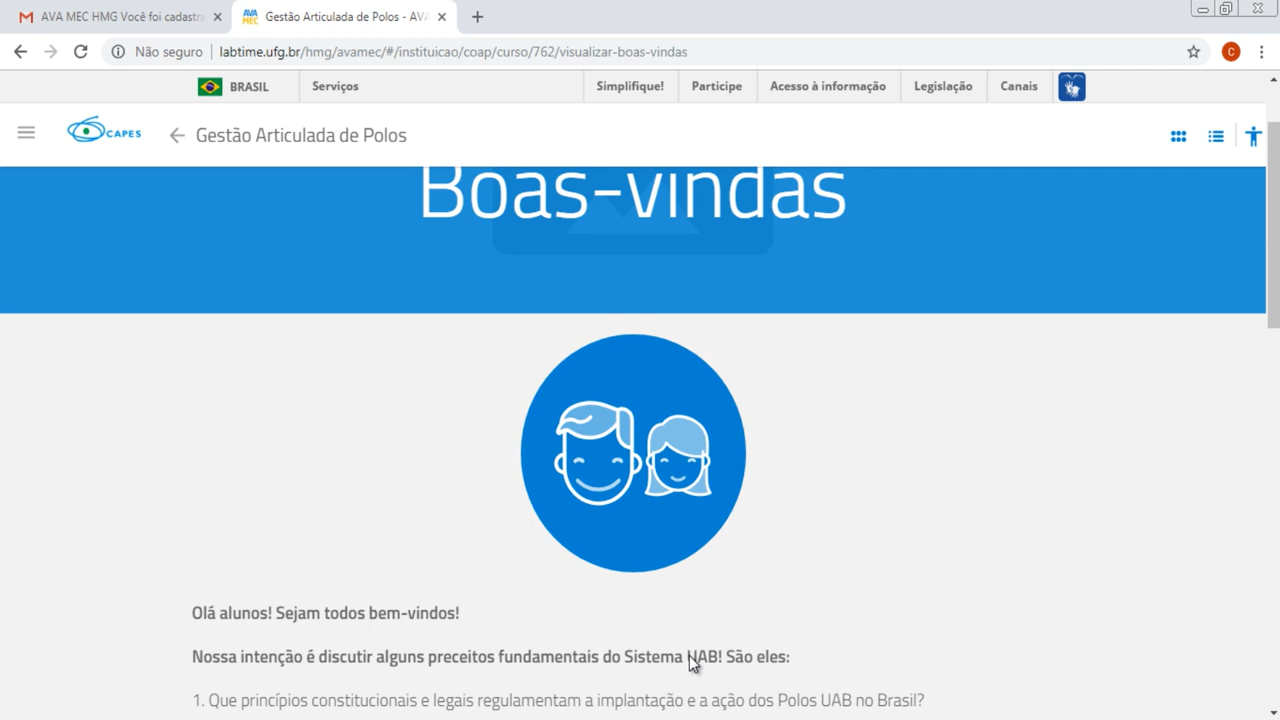 AVA MEC HMG Você foi cadastra
AVA MEC
Gestão Articulada de Polos - AVA
Não seguro
labtime.ufg.br/hmg/avamec/#/instituicao/coap/curso/762/visualizar-boas-vindas
C
BRASIL
Serviços
Simplifique!
Participe
Acesso à informação
Legislação
Canais
CAPES
Gestão Articulada de Polos
Boas-vindas
Olá alunos! Sejam todos bem-vindos!
Nossa intenção é discutir alguns preceitos fundamentais do Sistema UAB! São eles:
1. Que princípios constitucionais e legais regulamentam a implantação e a ação dos Polos UAB no Brasil?